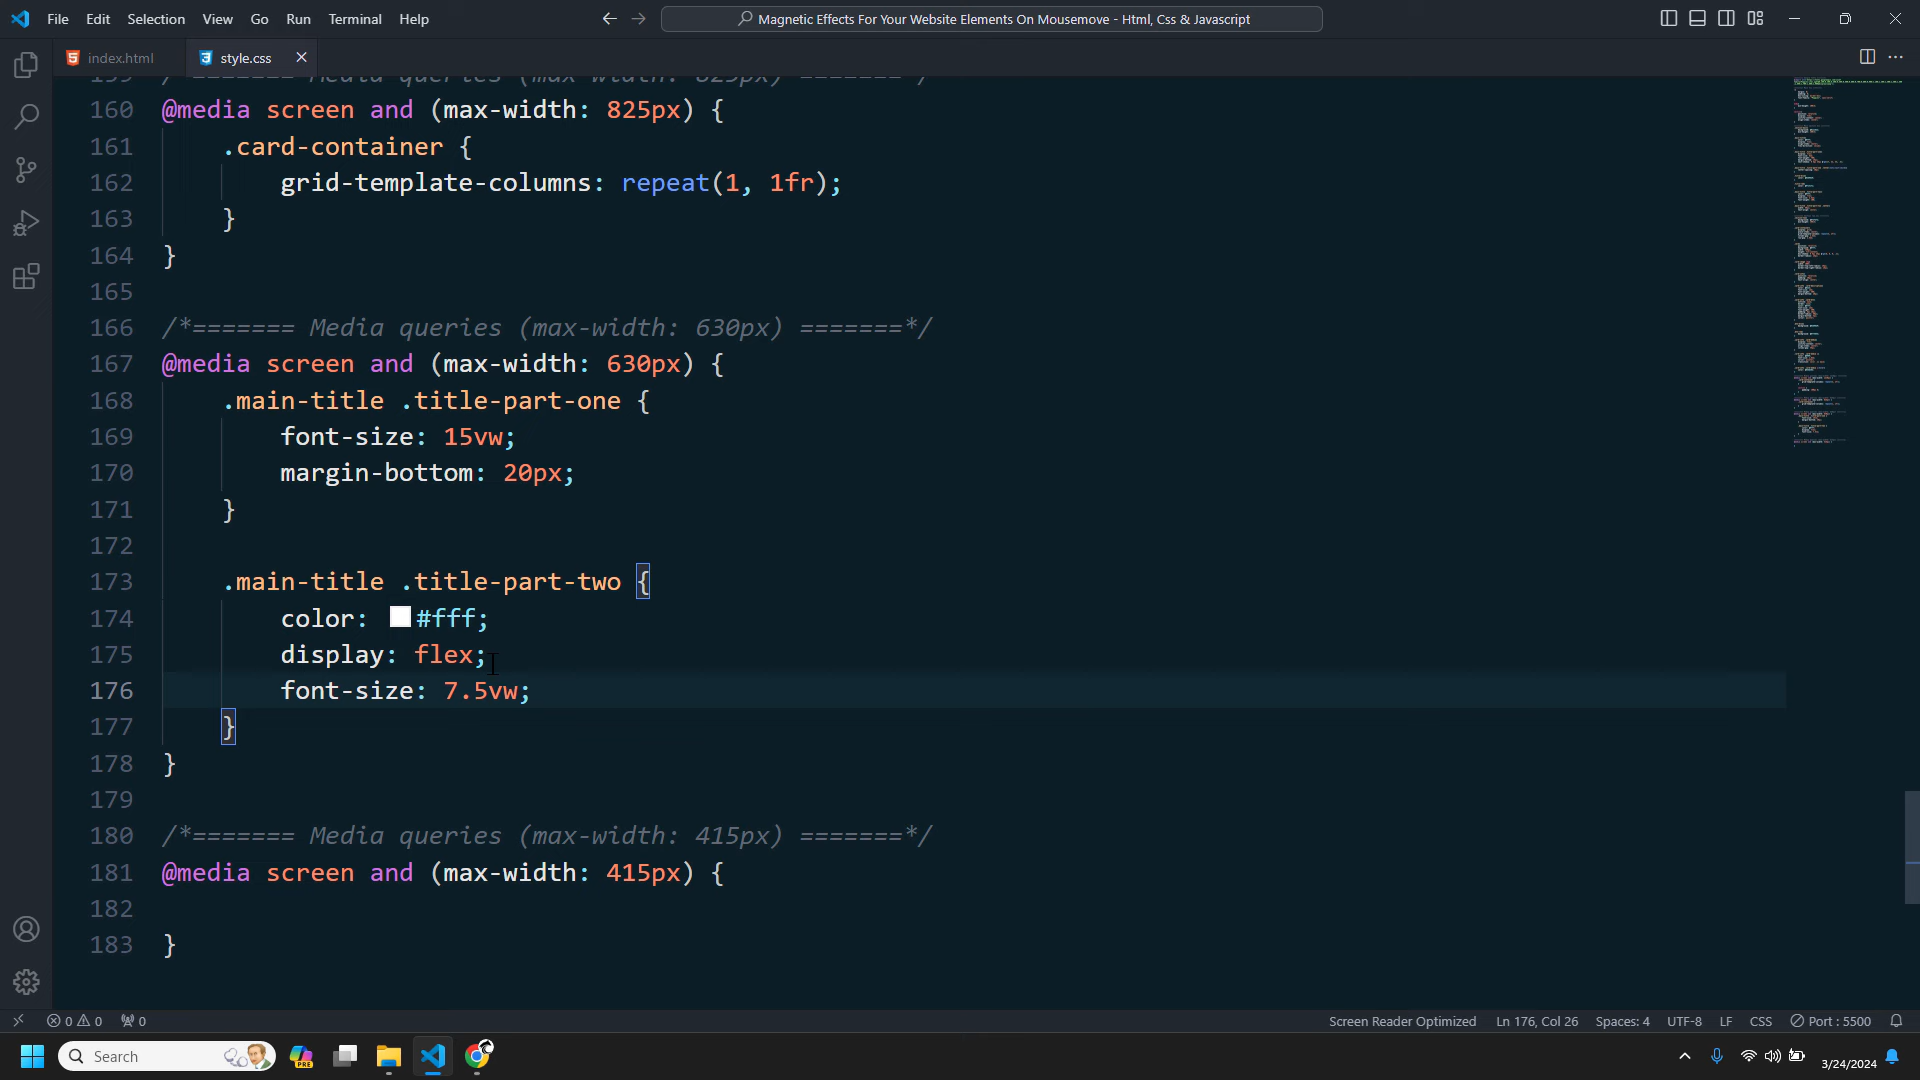 File Edit Selection View Go Run Terminal Help
Magnetic Effects For Your Website Elements On Mousemove - Html, Css & Javascript
index.html
style.css
159 /*======= Media queries (max-width: 825px) =======*/
160 @media screen and (max-width: 825px) {
161 .card-container {
162 grid-template-columns: repeat(1, 1fr);
163 }
164 }
165
166 /*======= Media queries (max-width: 630px) =======*/
167 @media screen and (max-width: 630px) {
168 .main-title .title-part-one {
169 font-size: 15vw;
170 margin-bottom: 20px;
171 }
172
173 .main-title .title-part-two {
174 color: #fff;
175 display: flex;
176 font-size: 7.5vw;
177 }
178 }
179
180 /*======= Media queries (max-width: 415px) =======*/
181 @media screen and (max-width: 415px) {
182
183 }
0 0 0 Screen Reader Optimized Ln 176, Col 26 Spaces: 4 UTF-8 LF CSS Port : 5500
Search PRE 3/24/2024